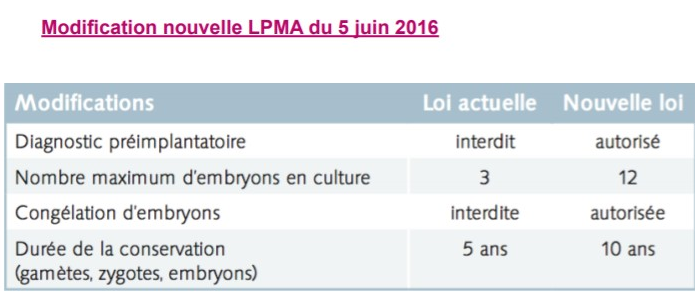 Modification nouvelle LPMA du 5 juin 2016
Modifications Loi actuelle Nouvelle loi
Diagnostic préimplantatoire interdit autorisé
Nombre maximum d'embryons en culture 3 12
Congélation d'embryons interdite autorisée
Durée de la conservation 5 ans 10 ans
(gamètes, zygotes, embryons)